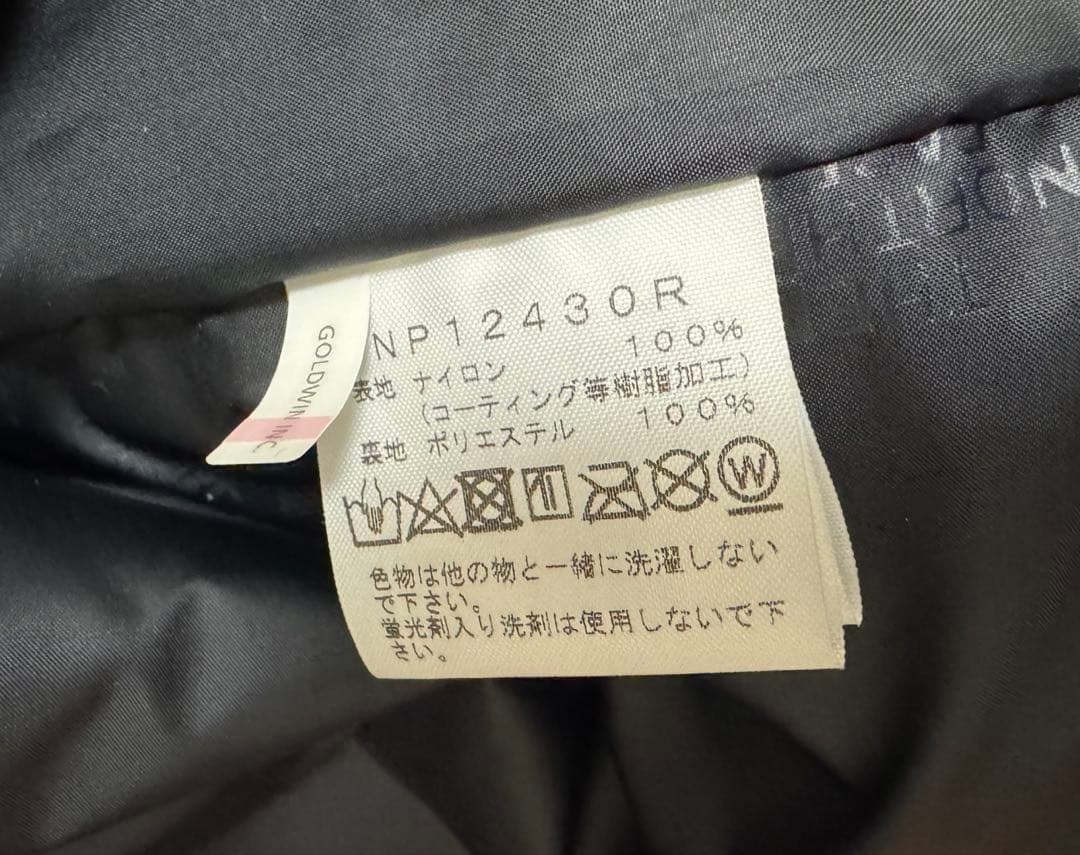 NP12430R
表地 ナイロン 100%
(コーティング等樹脂加工)
裏地 ポリエステル 100%
W
色物は他の物と一緒に洗濯しない
で下さい。
蛍光剤入り洗剤は使用しないで下
さい。
GOLDWIN INC